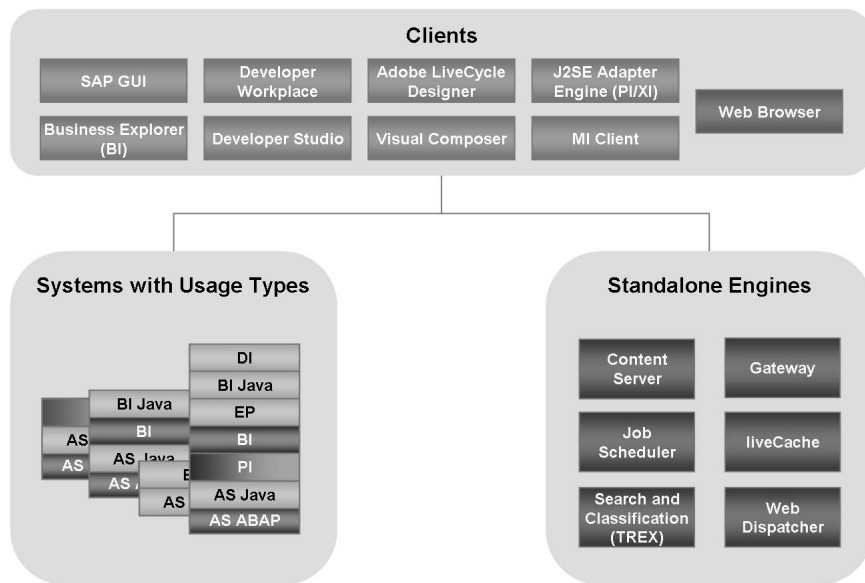 Clients
SAP GUI
Developer
Workplace
Adobe LiveCycle
Designer
J2SE Adapter
Engine (PI/XI)
Web Browser
Business Explorer
(BI)
Developer Studio
Visual Composer
MI Client
Systems with Usage Types
AS
AS
BI Java
BI
AS Java
AS A
E
AS
DI
BI Java
EP
BI
PI
AS Java
AS ABAP
Standalone Engines
Content
Server
Gateway
Job
Scheduler
liveCache
Search and
Classification
(TREX)
Web
Dispatcher